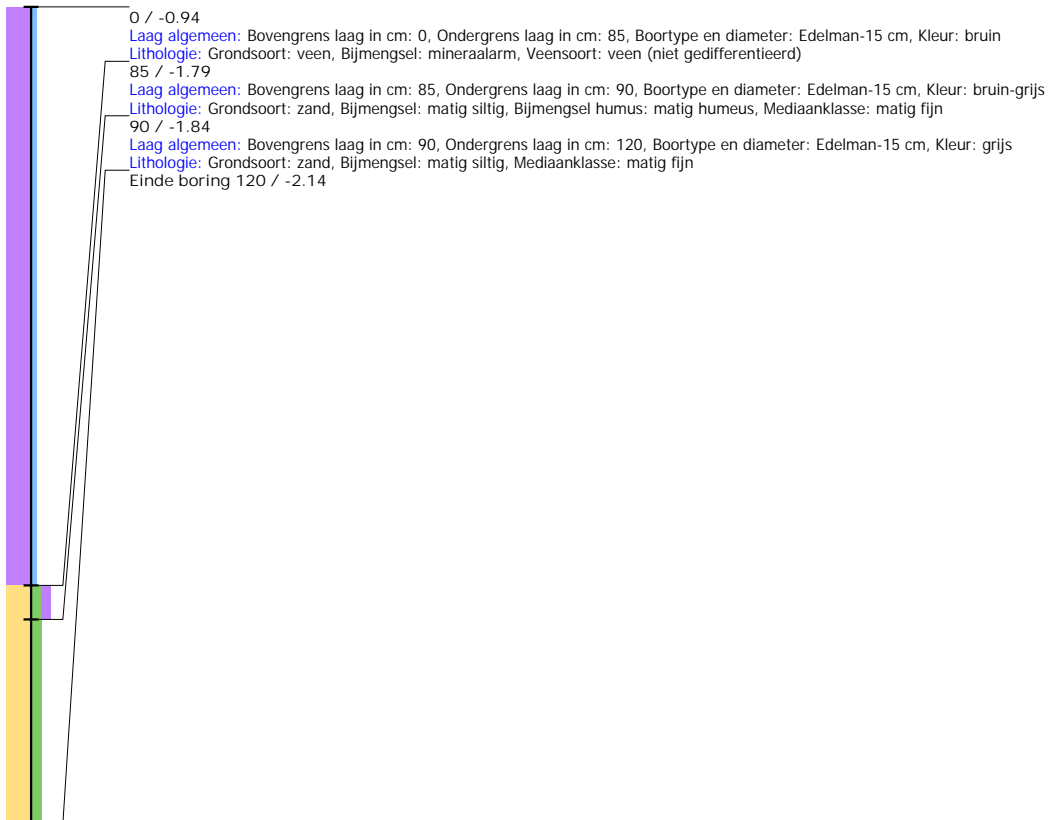 0 / -0.94
Laag algemeen: Bovengrens laag in cm: 0, Ondergrens laag in cm: 85, Boortype en diameter: Edelman-15 cm, Kleur: bruin
Lithologie: Grondsoort: veen, Bijmengsel: mineraalarm, Veensoort: veen (niet gedifferentieerd)
85 / -1.79
Laag algemeen: Bovengrens laag in cm: 85, Ondergrens laag in cm: 90, Boortype en diameter: Edelman-15 cm, Kleur: bruin-grijs
Lithologie: Grondsoort: zand, Bijmengsel: matig siltig, Bijmengsel humus: matig humeus, Mediaanklasse: matig fijn
90 / -1.84
Laag algemeen: Bovengrens laag in cm: 90, Ondergrens laag in cm: 120, Boortype en diameter: Edelman-15 cm, Kleur: grijs
Lithologie: Grondsoort: zand, Bijmengsel: matig siltig, Mediaanklasse: matig fijn
Einde boring 120 / -2.14